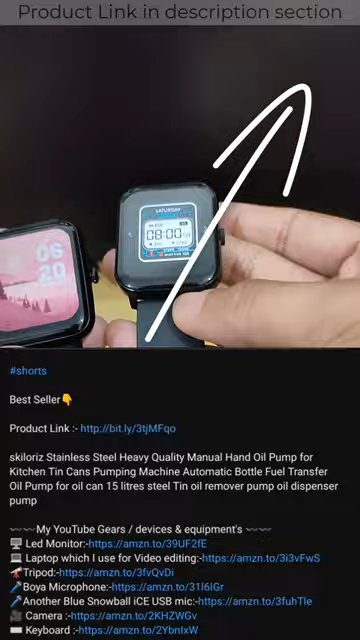 Product Link in description section
SATURDAY
08:00
06
20
#shorts
Best Seller👇
Product Link :- http://bit.ly/3tjMFqo
skiloriz Stainless Steel Heavy Quality Manual Hand Oil Pump for
Kitchen Tin Cans Pumping Machine Automatic Bottle Fuel Transfer
Oil Pump for oil can 15 litres steel Tin oil remover pump oil dispenser
pump
〰️〰️My YouTube Gears / devices & equipment's 〰️〰️
🖥️ Led Monitor:-https://amzn.to/39UF2fE
💻 Laptop which I use for Video editing:-https://amzn.to/3i3vFwS
🔭Tripod:-https://amzn.to/3fvQvDi
🎤Boya Microphone:-https://amzn.to/31I6IGr
🎤Another Blue Snowball iCE USB mic:-https://amzn.to/3fuhTle
🎥 Camera :-https://amzn.to/2KHZWGv
⌨️ Keyboard :-https://amzn.to/2YbnIxW